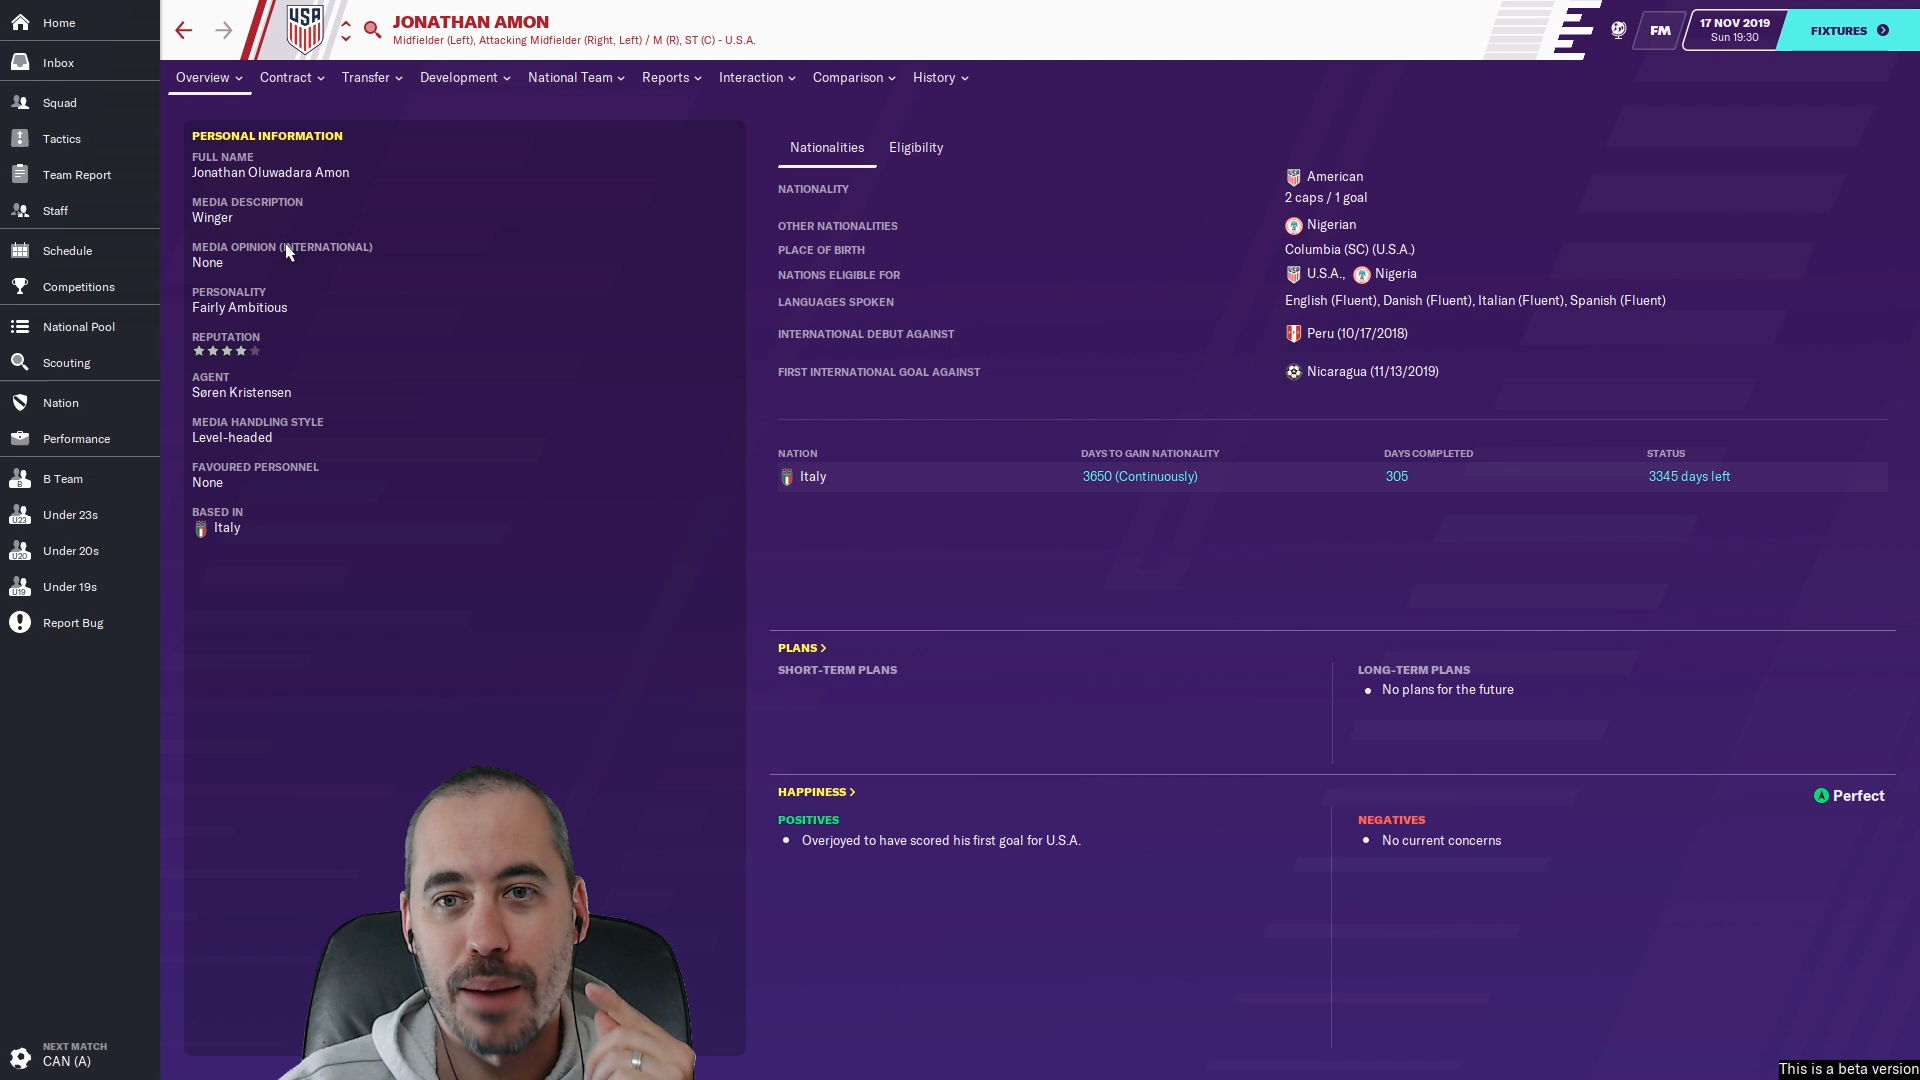 Home
Inbox
Squad
Tactics
Team Report
Staff
Schedule
Competitions
National Pool
Scouting
Nation
Performance
B Team
B
Under 23s
U23
Under 20s
U20
Under 19s
U19
Report Bug
NEXT MATCH
CAN (A)
USA
JONATHAN AMON
Midfielder (Left), Attacking Midfielder (Right, Left) / M (R), ST (C) - U.S.A.
FM
17 NOV 2019
Sun 19:30
FIXTURES
Overview Contract Transfer Development National Team Reports Interaction Comparison History
PERSONAL INFORMATION
FULL NAME
Jonathan Oluwadara Amon
MEDIA DESCRIPTION
Winger
MEDIA OPINION (INTERNATIONAL)
None
PERSONALITY
Fairly Ambitious
REPUTATION
AGENT
Søren Kristensen
MEDIA HANDLING STYLE
Level-headed
FAVOURED PERSONNEL
None
BASED IN
Italy
Nationalities Eligibility
NATIONALITY American
2 caps / 1 goal
OTHER NATIONALITIES Nigerian
PLACE OF BIRTH Columbia (SC) (U.S.A.)
NATIONS ELIGIBLE FOR U.S.A., Nigeria
LANGUAGES SPOKEN English (Fluent), Danish (Fluent), Italian (Fluent), Spanish (Fluent)
INTERNATIONAL DEBUT AGAINST Peru (10/17/2018)
FIRST INTERNATIONAL GOAL AGAINST Nicaragua (11/13/2019)
NATION DAYS TO GAIN NATIONALITY DAYS COMPLETED STATUS
Italy 3650 (Continuously) 305 3345 days left
PLANS >
SHORT-TERM PLANS
LONG-TERM PLANS
No plans for the future
HAPPINESS >
Perfect
POSITIVES
Overjoyed to have scored his first goal for U.S.A.
NEGATIVES
No current concerns
This is a beta version